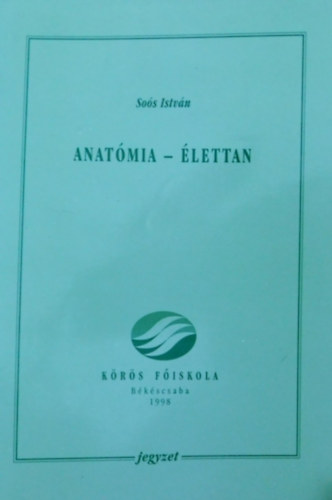 Soós István
ANATÓMIA – ÉLETTAN
KÖRÖS FŐISKOLA
Békéscsaba
1998
jegyzet